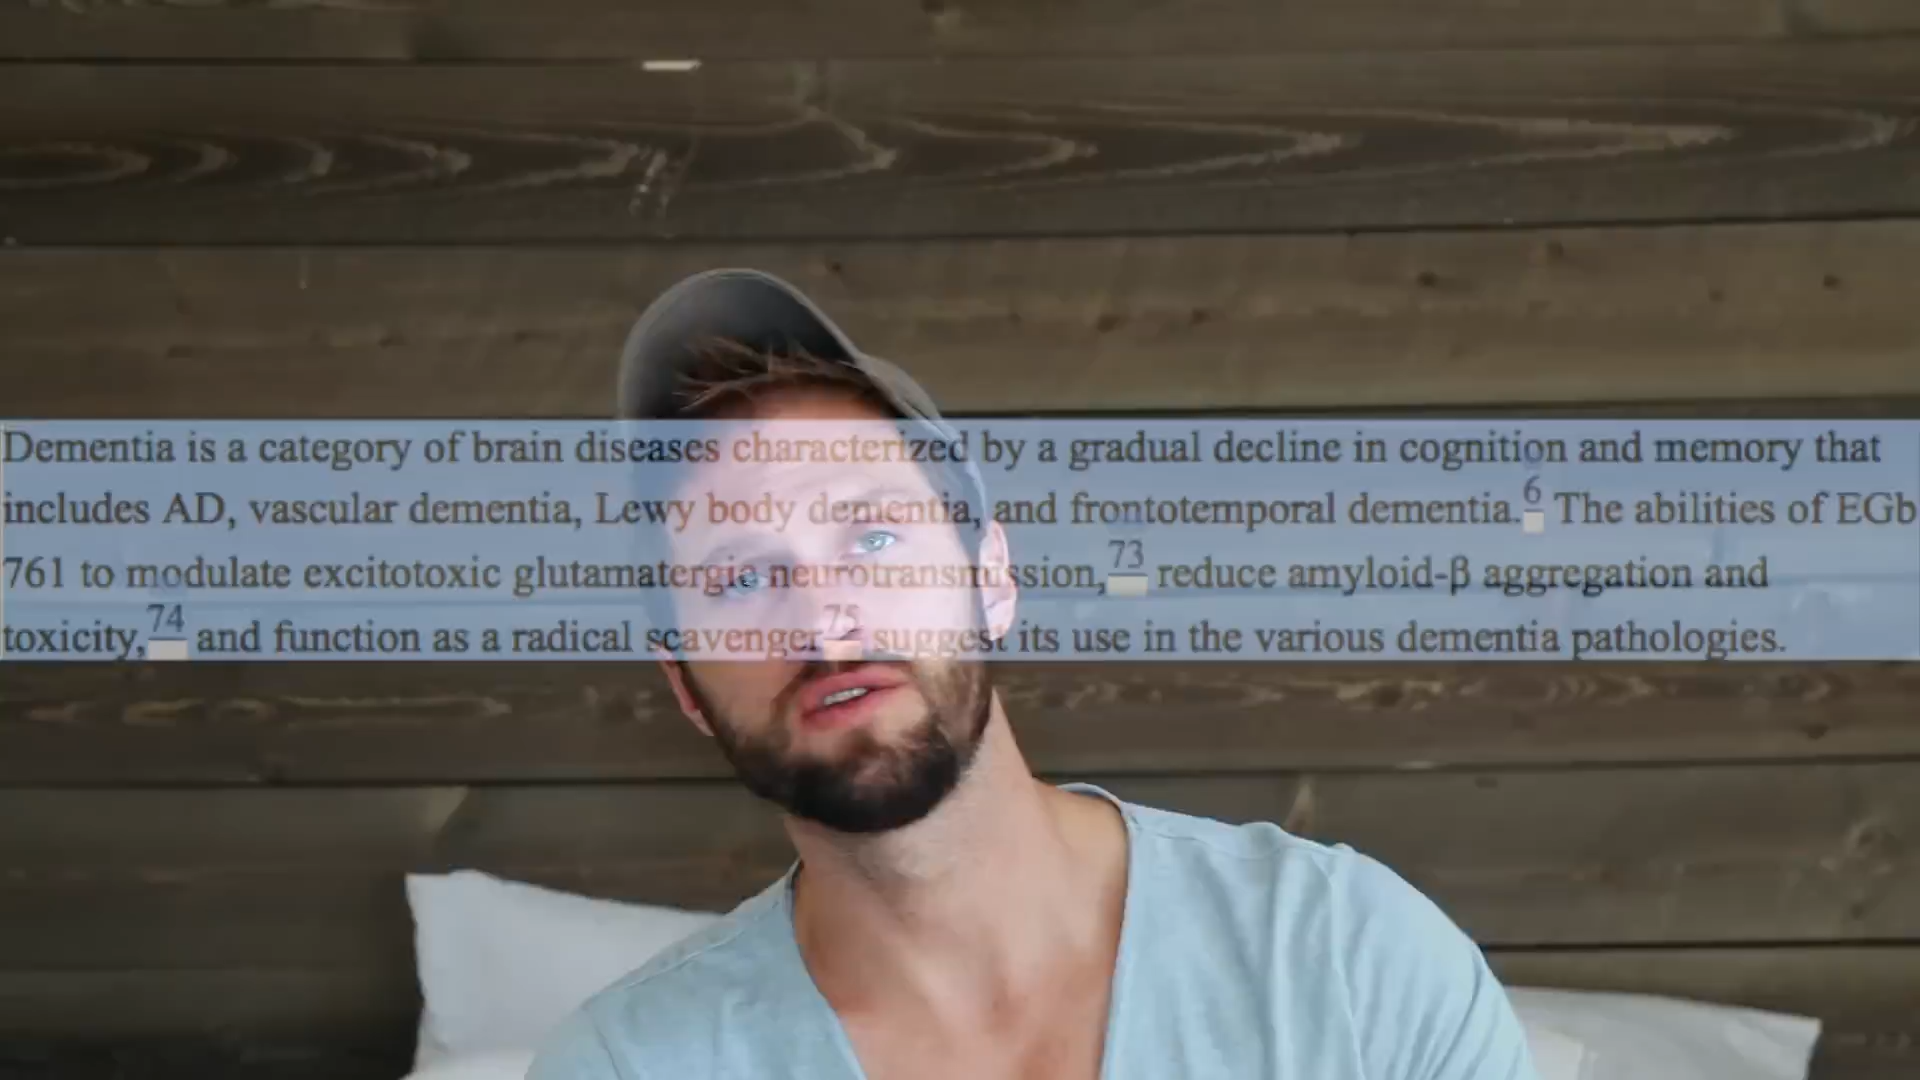 Dementia is a category of brain diseases characterized by a gradual decline in cognition and memory that
includes AD, vascular dementia, Lewy body dementia, and frontotemporal dementia.6 The abilities of EGb
761 to modulate excitotoxic glutamatergic neurotransmission,73 reduce amyloid-β aggregation and
toxicity,74 and function as a radical scavenger75 suggest its use in the various dementia pathologies.